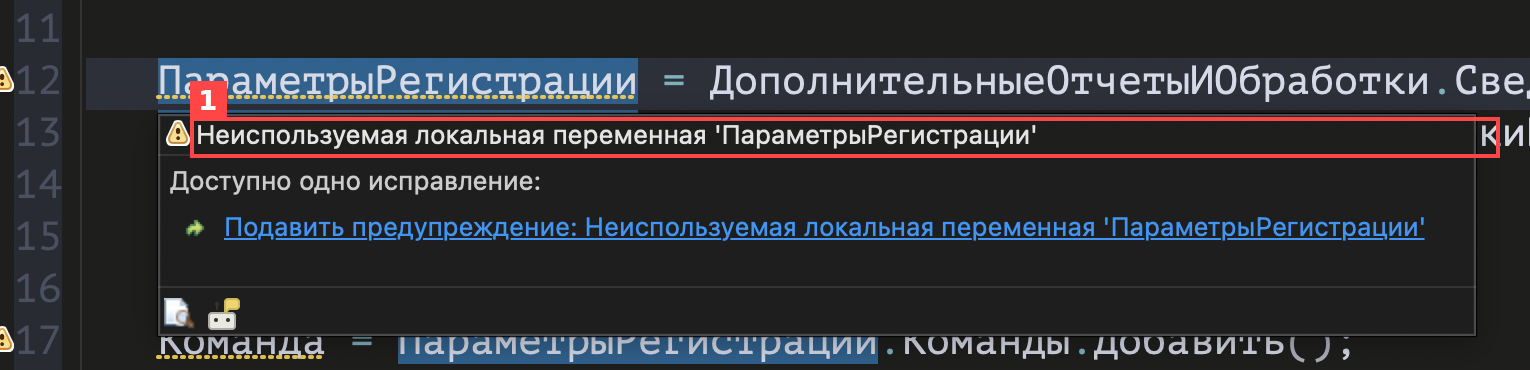 11
12 ПараметрыРегистрации = ДополнительныеОтчетыИОбработки.Свед
1
13 Неиспользуемая локальная переменная 'ПараметрыРегистрации'
14 Доступно одно исправление:
15 Подавить предупреждение: Неиспользуемая локальная переменная 'ПараметрыРегистрации'
16
17 Команда = ПараметрыРегистрации.Команды.Добавить();